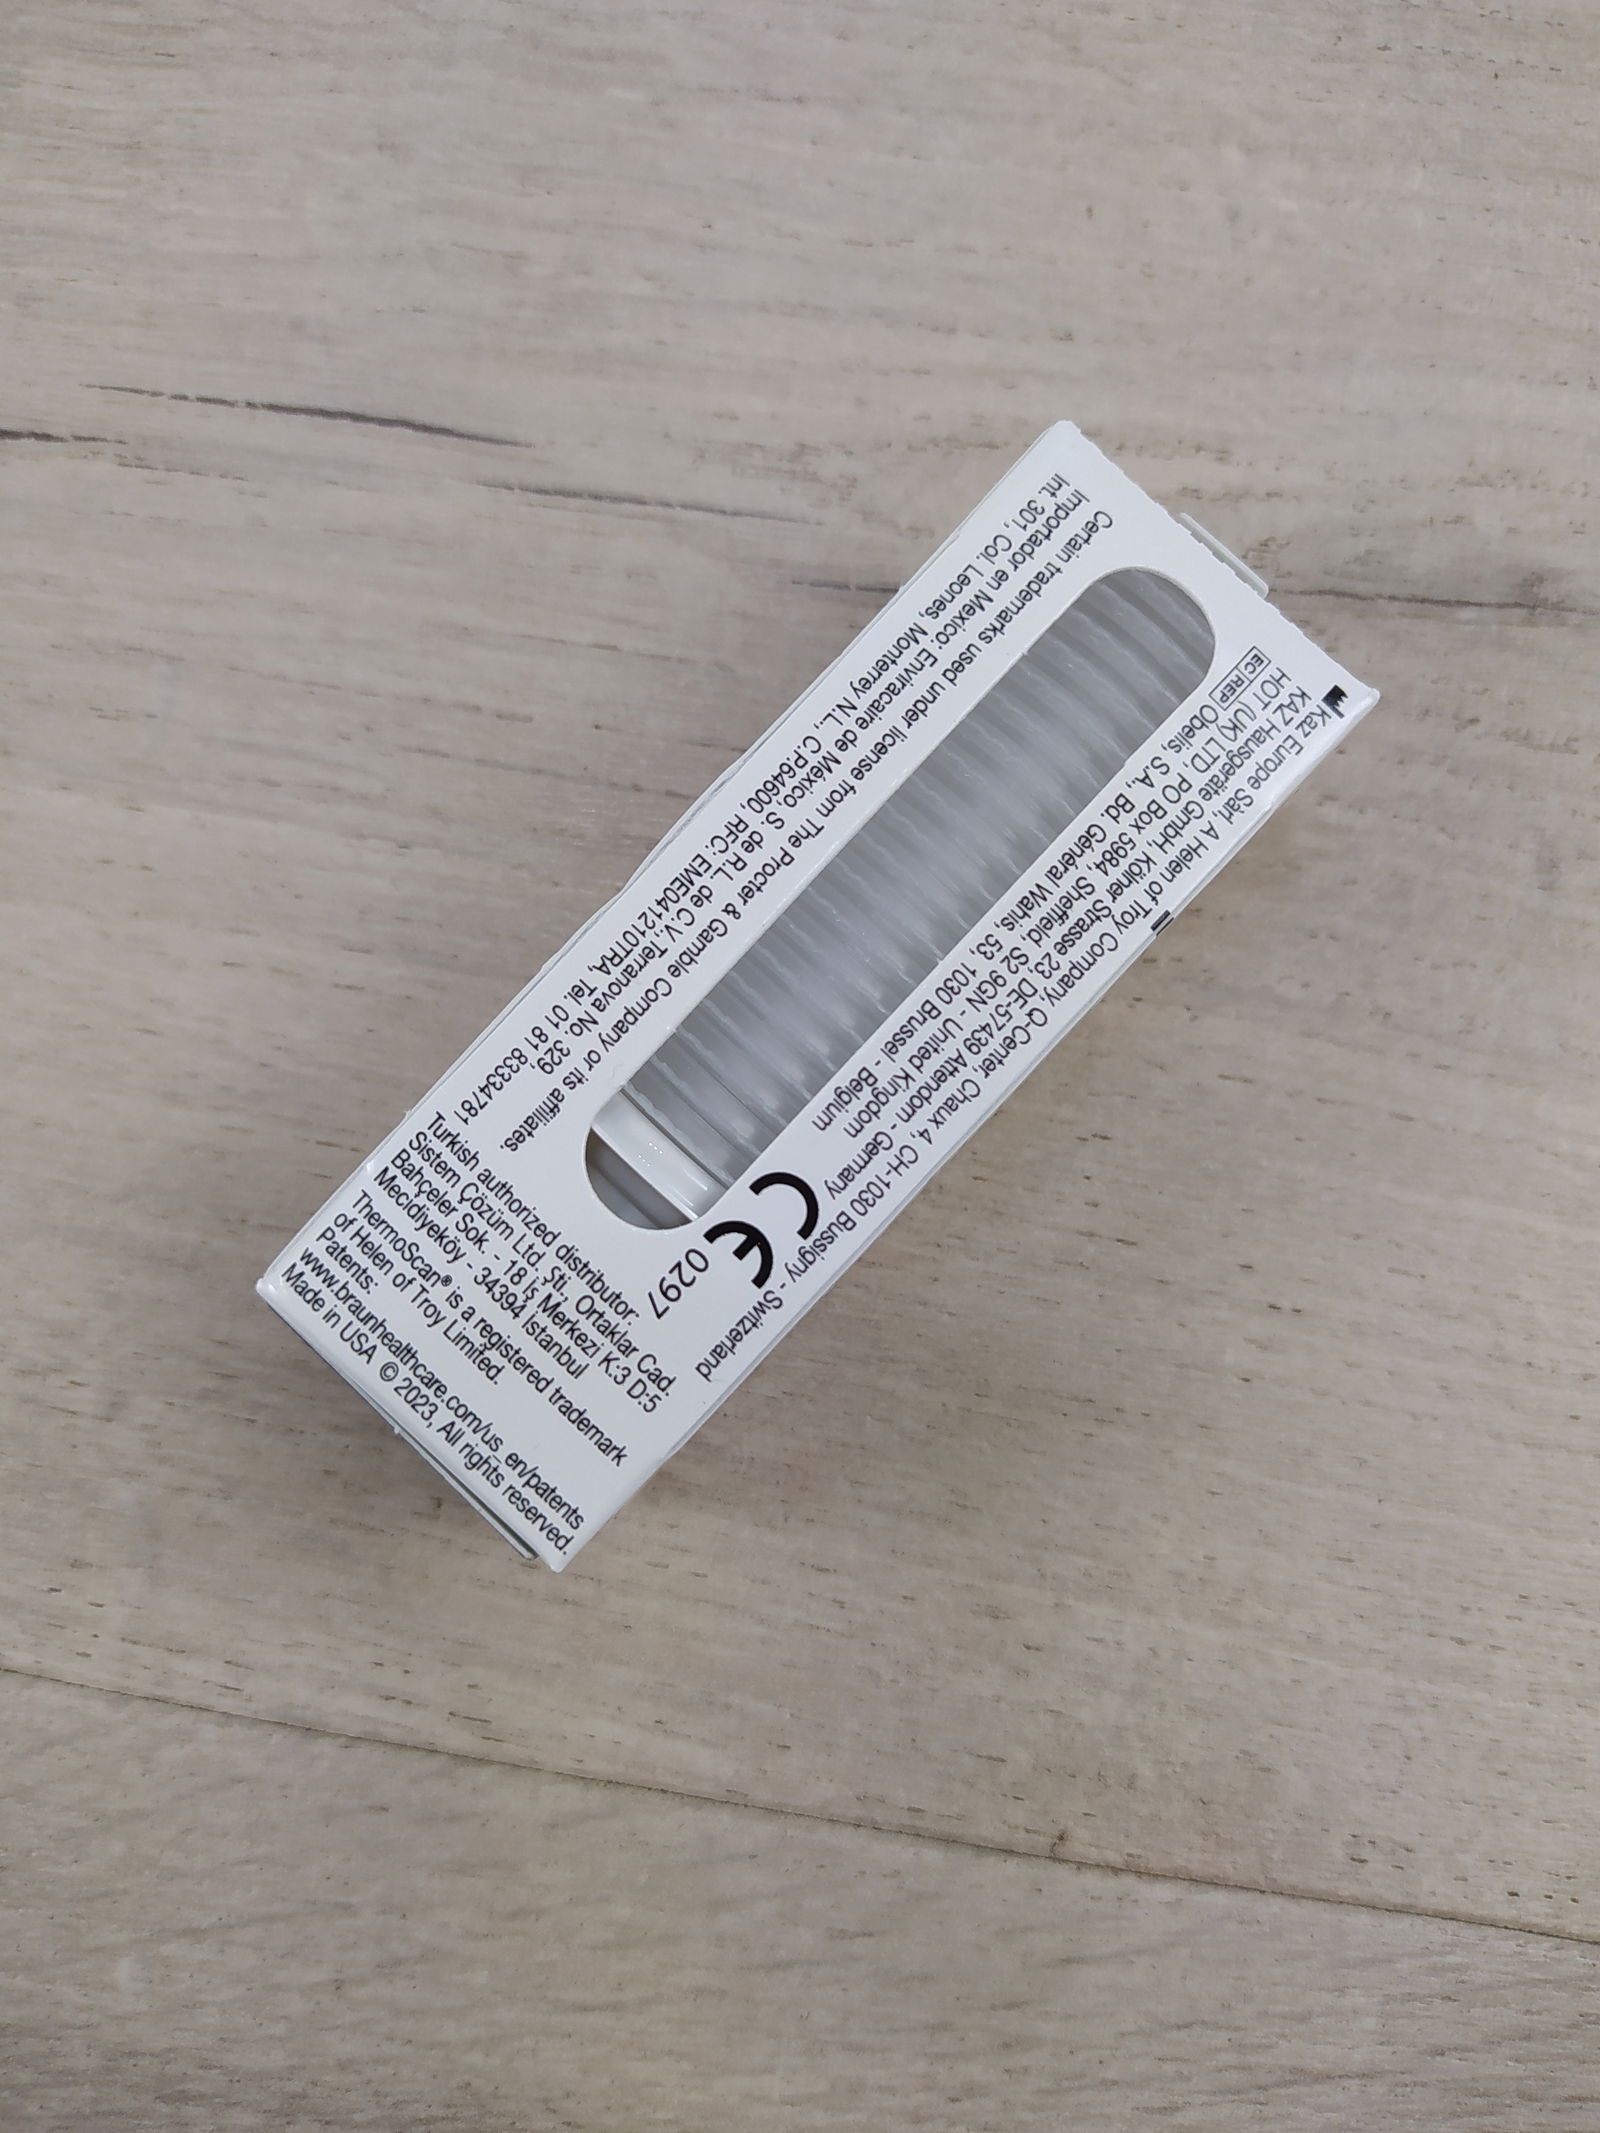 Kaz Europe Sàrl, A Helen of Troy Company, Q-Center, Chaux 4, CH-1030 Bussigny - Switzerland
KAZ Hausgeräte GmbH, Kölner Strasse 23, DE-57439 Attendorn - Germany
HOT (UK) LTD, PO Box 5984, Sheffield, S2 9GN - United Kingdom
EC REP Obelis, S.A., Bd. Général Wahis, 53, 1030 Brussel - Belgium
CE 0297
Certain trademarks used under license from The Procter & Gamble Company or its affiliates.
Importador en Mexico: Enviracaire de México, S. de R.L. de C.V., Terranova No. 329,
Int. 301, Col. Leones, Monterrey N.L., C.P.64600, RFC: EME041210TRA, Tel. 01 81 83334781
Turkish authorized distributor:
Sistem Çözüm Ltd. Şti., Ortaklar Cad.
Bahçeler Sok. - 18 İş Merkezi K:3 D:5
Mecidiyeköy - 34394 İstanbul
ThermoScan® is a registered trademark
of Helen of Troy Limited.
Patents:
www.braunhealthcare.com/us_en/patents
Made in USA © 2023, All rights reserved.